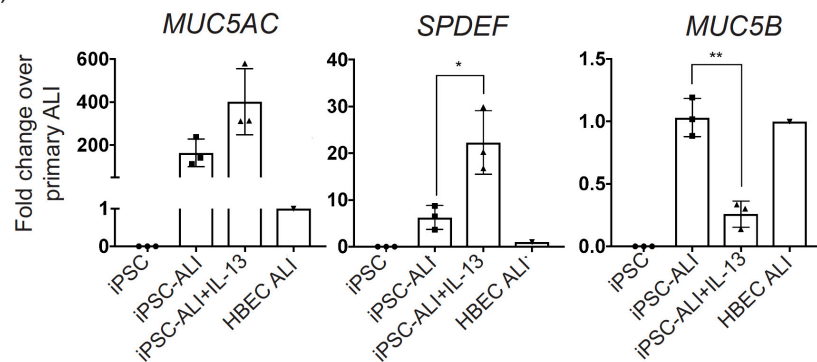 MUC5AC
SPDEF
MUC5B
Fold change over
primary ALI
600
400
200
1
0
iPSC
iPSC-ALI
iPSC-ALI+IL-13
HBEC ALI
40
30
20
10
0
*
iPSC
iPSC-ALI
iPSC-ALI+IL-13
HBEC ALI
1.5
1.0
0.5
0.0
**
iPSC
iPSC-ALI
iPSC-ALI+IL-13
HBEC ALI